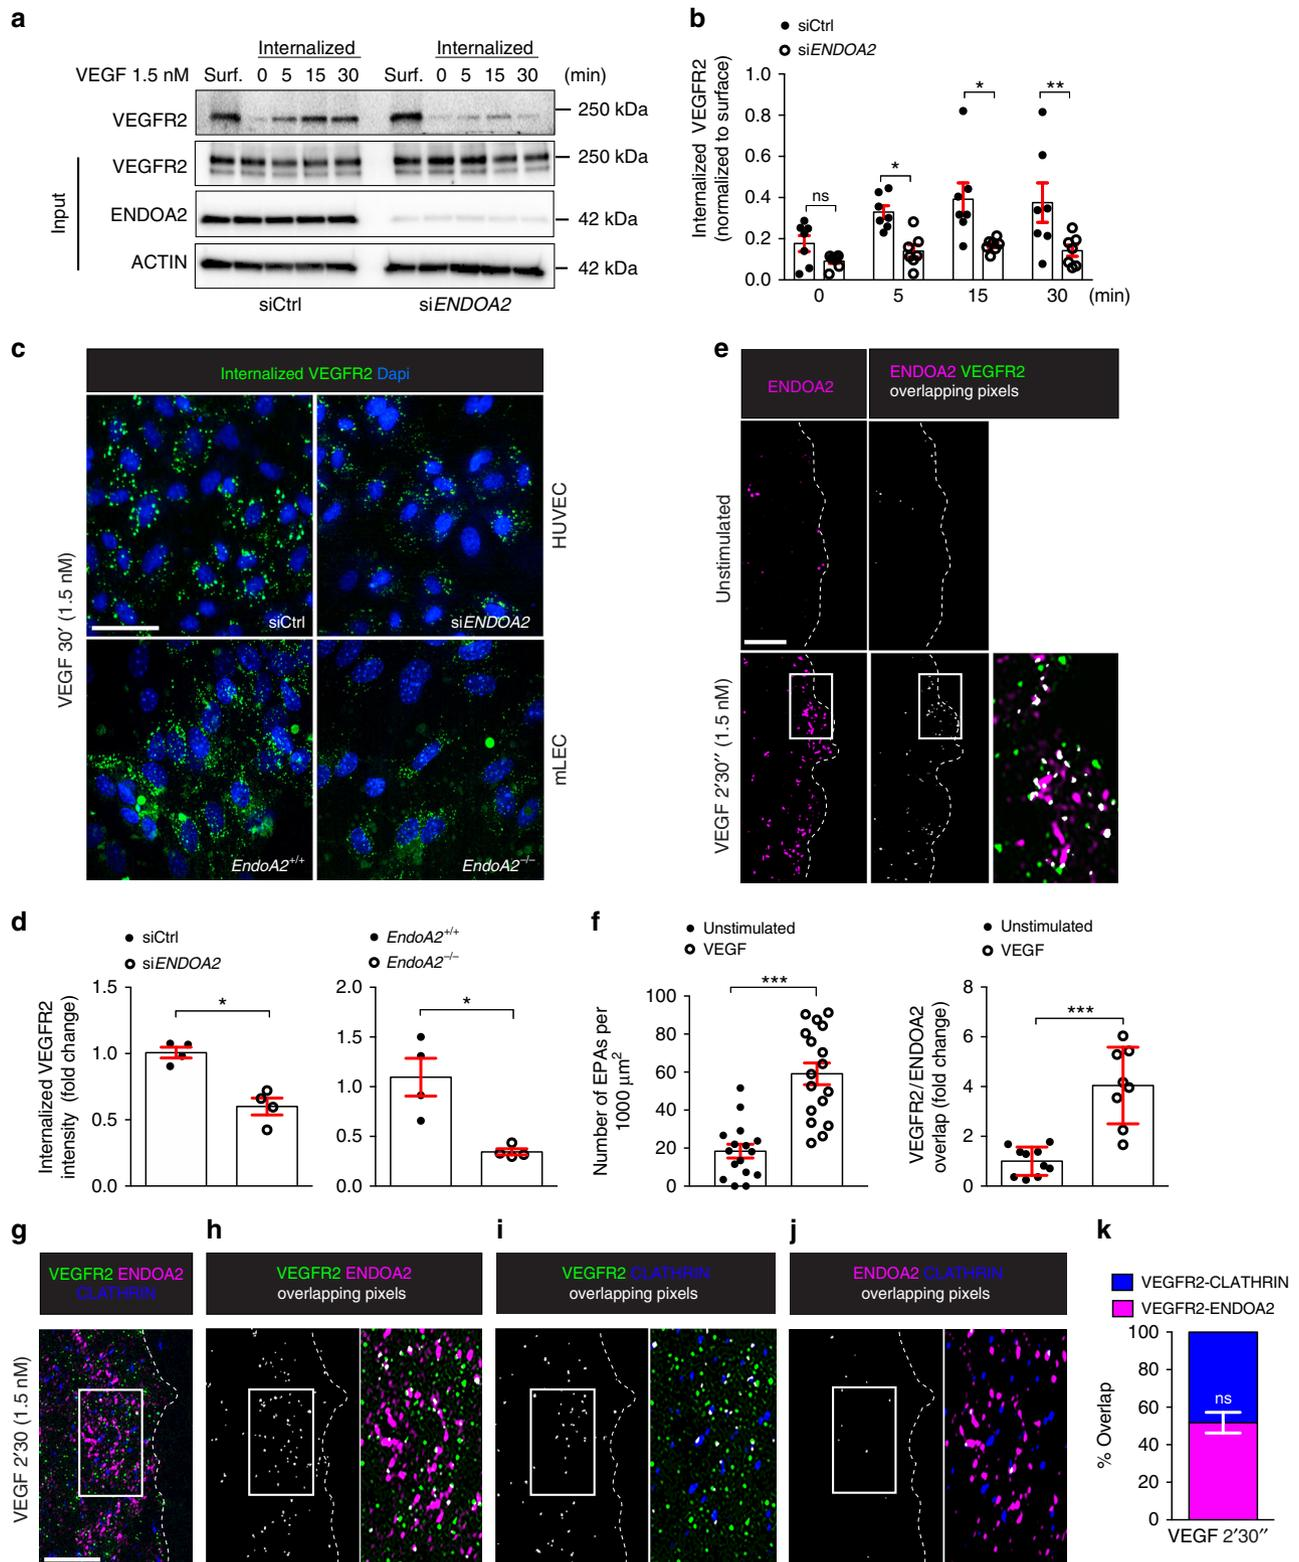 a
Internalized Internalized
VEGF 1.5 nM Surf. 0 5 15 30 Surf. 0 5 15 30 (min)
VEGFR2 250 kDa
VEGFR2 250 kDa
Input
ENDOA2 42 kDa
ACTIN 42 kDa
siCtrl siENDOA2
b
siCtrl
siENDOA2
Internalized VEGFR2
(normalized to surface)
1.0
0.8
0.6
0.4
0.2
0.0
ns * * **
0 5 15 30 (min)
c
Internalized VEGFR2 Dapi
VEGF 30′ (1.5 nM)
siCtrl siENDOA2
HUVEC
EndoA2+/+ EndoA2−/−
mLEC
e
ENDOA2
ENDOA2 VEGFR2
overlapping pixels
Unstimulated
VEGF 2′30′′ (1.5 nM)
d
siCtrl
siENDOA2
Internalized VEGFR2
intensity (fold change)
1.5
1.0
0.5
0.0
*
EndoA2+/+
EndoA2−/−
2.0
1.5
1.0
0.5
0.0
*
f
Unstimulated
VEGF
Number of EPAs per
1000 µm2
100
80
60
40
20
0
***
Unstimulated
VEGF
VEGFR2/ENDOA2
overlap (fold change)
8
6
4
2
0
***
g
VEGFR2 ENDOA2
CLATHRIN
VEGF 2′30 (1.5 nM)
h
VEGFR2 ENDOA2
overlapping pixels
i
VEGFR2 CLATHRIN
overlapping pixels
j
ENDOA2 CLATHRIN
overlapping pixels
k
VEGFR2-CLATHRIN
VEGFR2-ENDOA2
% Overlap
100
80
60
40
20
0
ns
VEGF 2′30′′